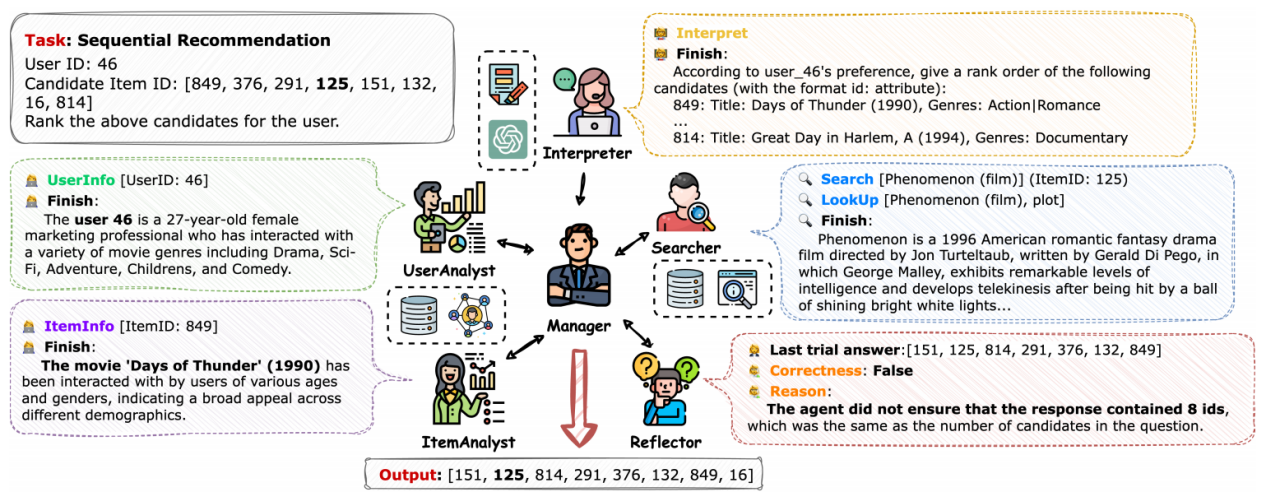 Task: Sequential Recommendation
User ID: 46
Candidate Item ID: [849, 376, 291, 125, 151, 132,
16, 814]
Rank the above candidates for the user.
Interpreter
Interpret
Finish:
According to user_46's preference, give a rank order of the following
candidates (with the format id: attribute):
849: Title: Days of Thunder (1990), Genres: Action|Romance
...
814: Title: Great Day in Harlem, A (1994), Genres: Documentary
UserInfo [UserID: 46]
Finish:
The user 46 is a 27-year-old female
marketing professional who has interacted with
a variety of movie genres including Drama, Sci-
Fi, Adventure, Childrens, and Comedy.
UserAnalyst
Searcher
Search [Phenomenon (film)] (ItemID: 125)
LookUp [Phenomenon (film), plot]
Finish:
Phenomenon is a 1996 American romantic fantasy drama
film directed by Jon Turteltaub, written by Gerald Di Pego, in
which George Malley, exhibits remarkable levels of
intelligence and develops telekinesis after being hit by a ball
of shining bright white lights...
Manager
ItemInfo [ItemID: 849]
Finish:
The movie 'Days of Thunder' (1990) has
been interacted with by users of various ages
and genders, indicating a broad appeal across
different demographics.
ItemAnalyst
Reflector
Last trial answer:[151, 125, 814, 291, 376, 132, 849]
Correctness: False
Reason:
The agent did not ensure that the response contained 8 ids,
which was the same as the number of candidates in the question.
Output: [151, 125, 814, 291, 376, 132, 849, 16]